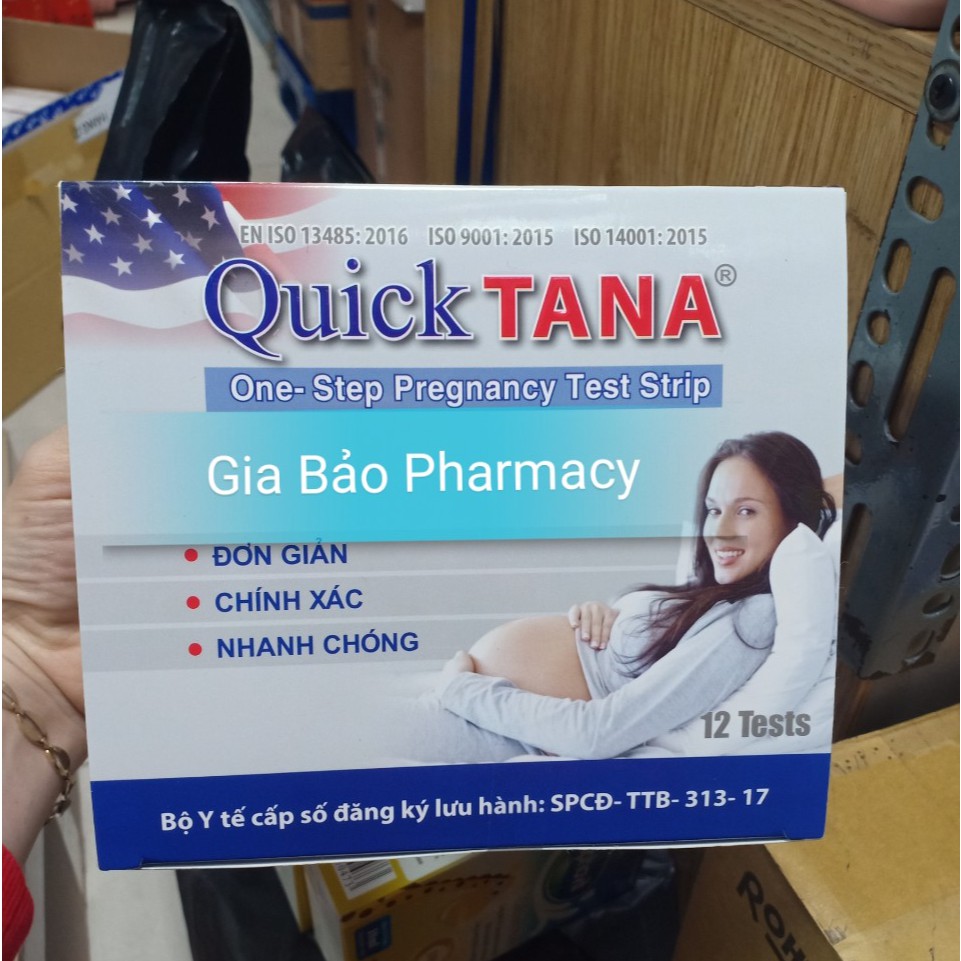 EN ISO 13485: 2016 ISO 9001: 2015 ISO 14001: 2015
Quick TANA®
One- Step Pregnancy Test Strip
Gia Bảo Pharmacy
• ĐƠN GIẢN
• CHÍNH XÁC
• NHANH CHÓNG
12 Tests
Bộ Y tế cấp số đăng ký lưu hành: SPCĐ- TTB- 313- 17
ROH